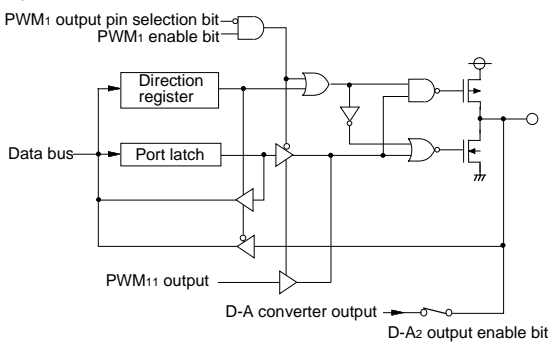 PWM1 output pin selection bit
PWM1 enable bit
Direction
register
Data bus
Port latch
PWM11 output
D-A converter output
D-A2 output enable bit